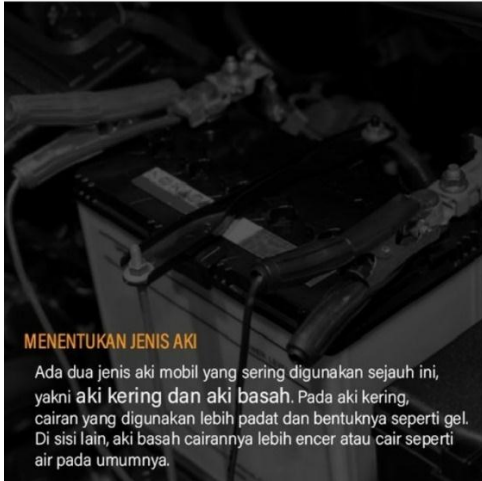 MENENTUKAN JENIS AKI
Ada dua jenis aki mobil yang sering digunakan sejauh ini,
yakni aki kering dan aki basah. Pada aki kering,
cairan yang digunakan lebih padat dan bentuknya seperti gel.
Di sisi lain, aki basah cairannya lebih encer atau cair seperti
air pada umumnya.